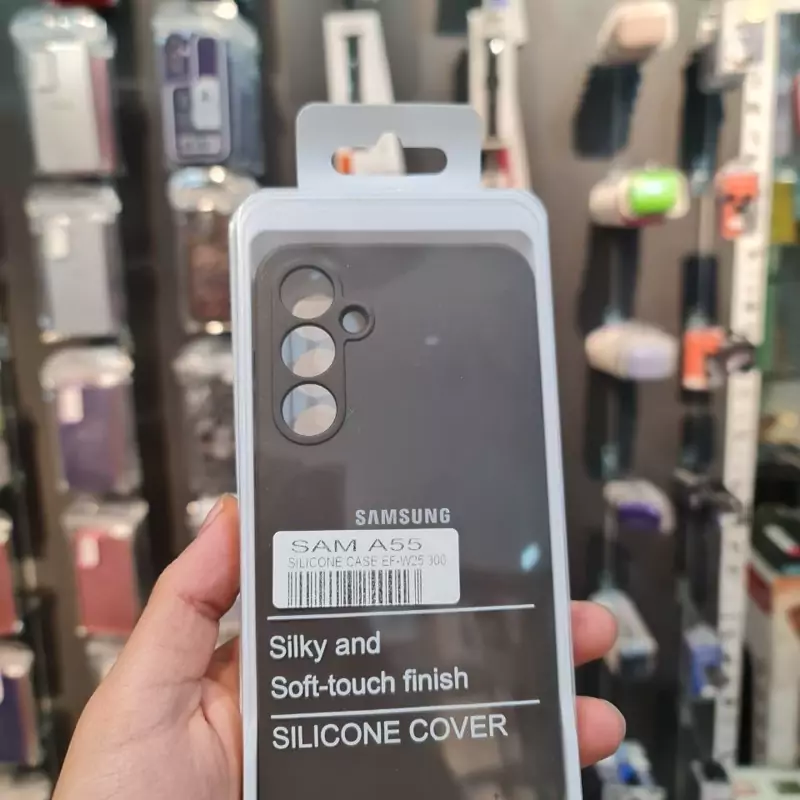 SAMSUNG
SAM A55
SILICONE CASE EF-W25 300
Silky and
Soft-touch finish
SILICONE COVER